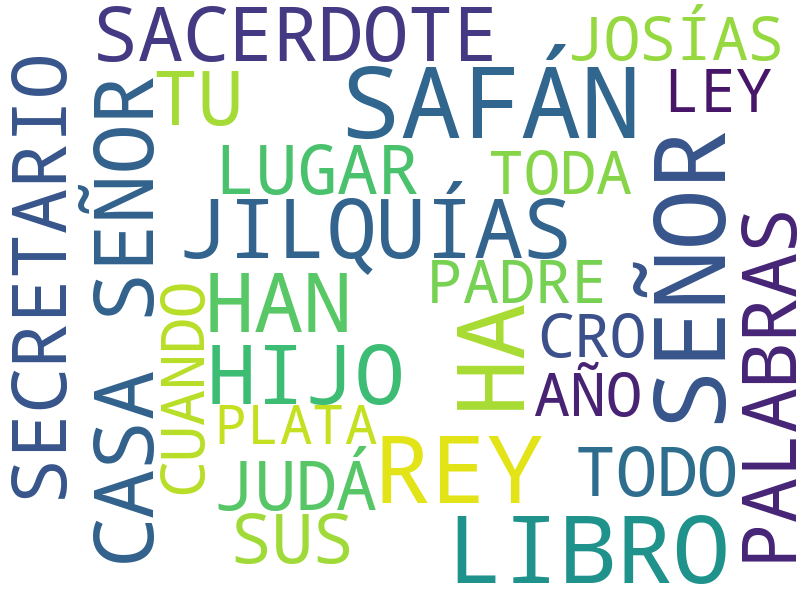 SACERDOTE
JOSÍAS
TU
SAFÁN
LEY
SECRETARIO
CASA SEÑOR
LUGAR
TODA
SEÑOR
JILQUÍAS
PALABRAS
PADRE
HAN
CUANDO
HA
CRO
HIJO
AÑO
PLATA
REY
JUDÁ
TODO
SUS
LIBRO